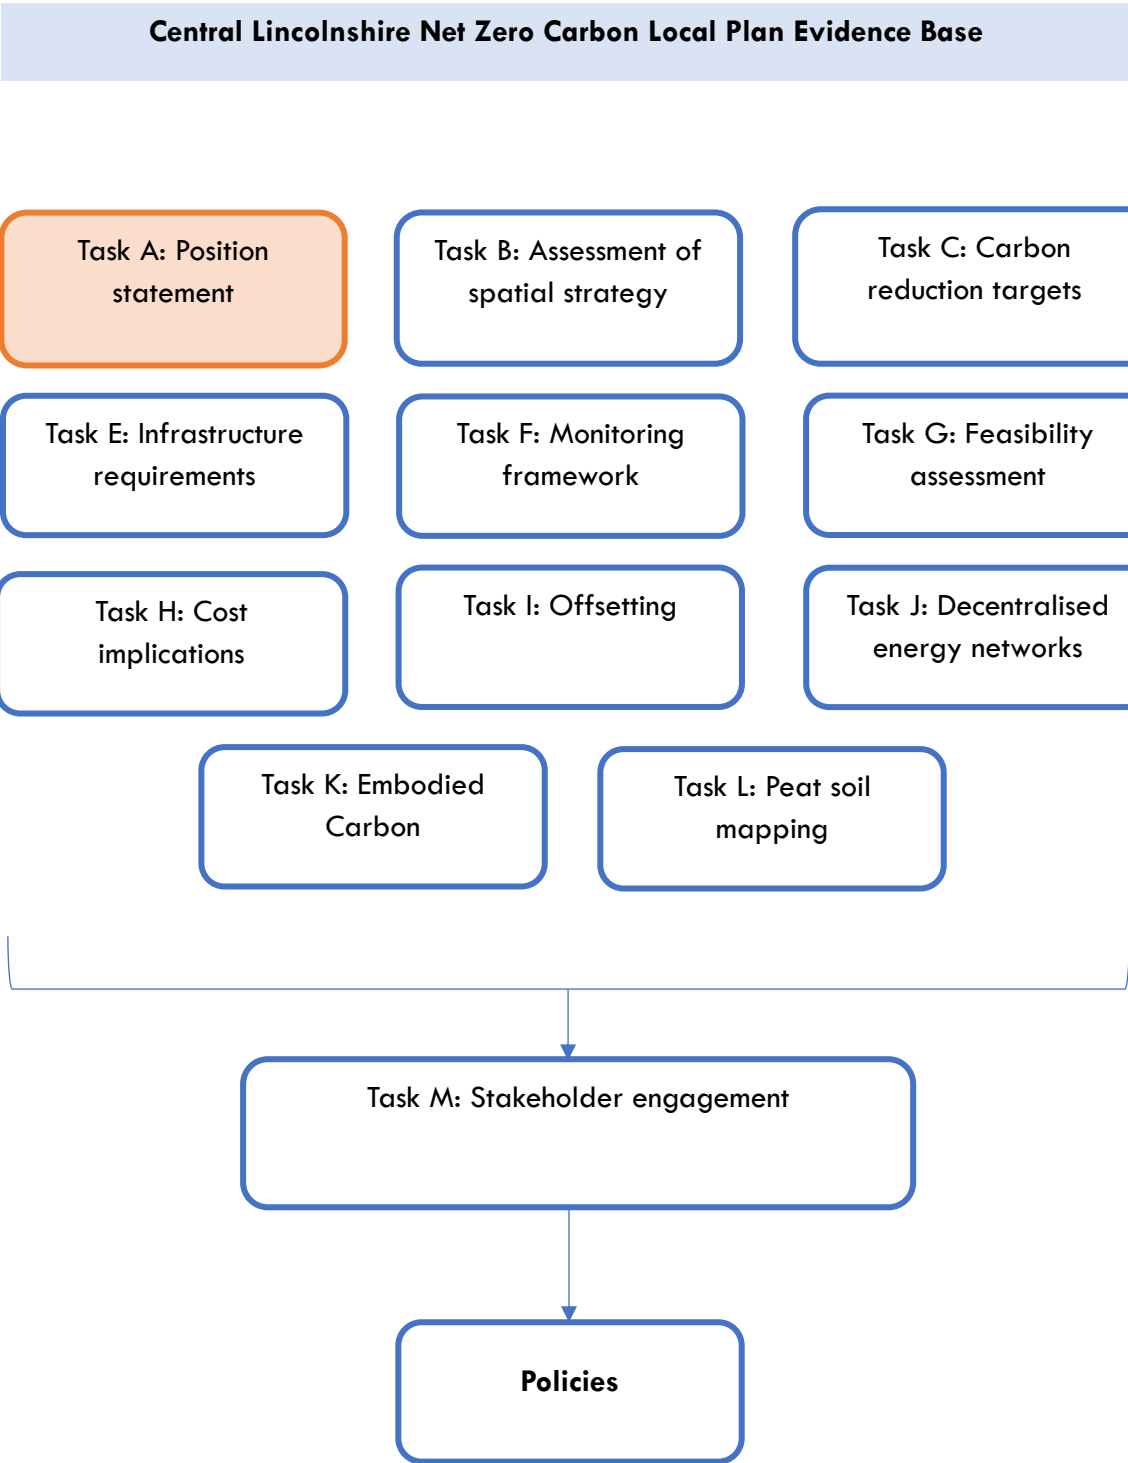 Central Lincolnshire Net Zero Carbon Local Plan Evidence Base
Task A: Position
statement
Task B: Assessment of
spatial strategy
Task C: Carbon
reduction targets
Task E: Infrastructure
requirements
Task F: Monitoring
framework
Task G: Feasibility
assessment
Task H: Cost
implications
Task I: Offsetting
Task J: Decentralised
energy networks
Task K: Embodied
Carbon
Task L: Peat soil
mapping
Task M: Stakeholder engagement
Policies